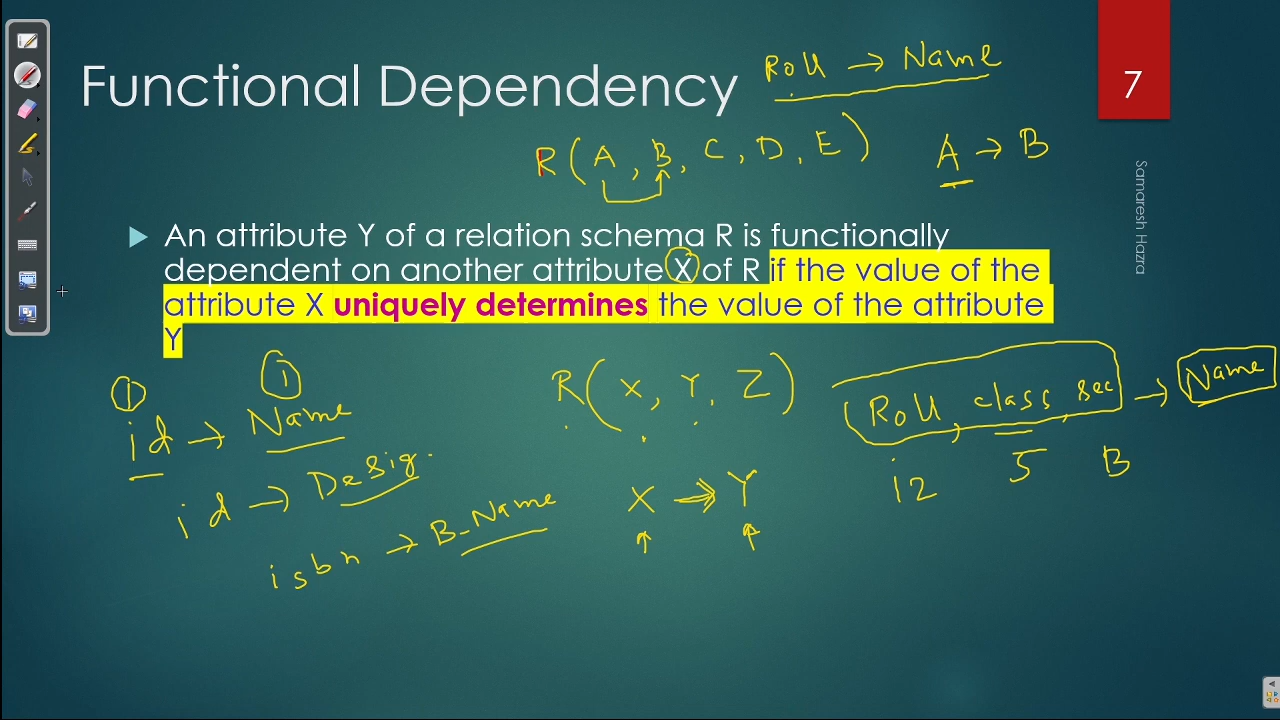 Functional Dependency
Roll → Name
7
R(A, B, C, D, E)
A → B
Samaresh Hazra
An attribute Y of a relation schema R is functionally
dependent on another attribute X of R if the value of the
attribute X uniquely determines the value of the attribute
Y
1 1
id → Name
R(X, Y, Z)
Roll, class, sec → Name
12 5 B
id → Desig.
X → Y
isbn → B-Name